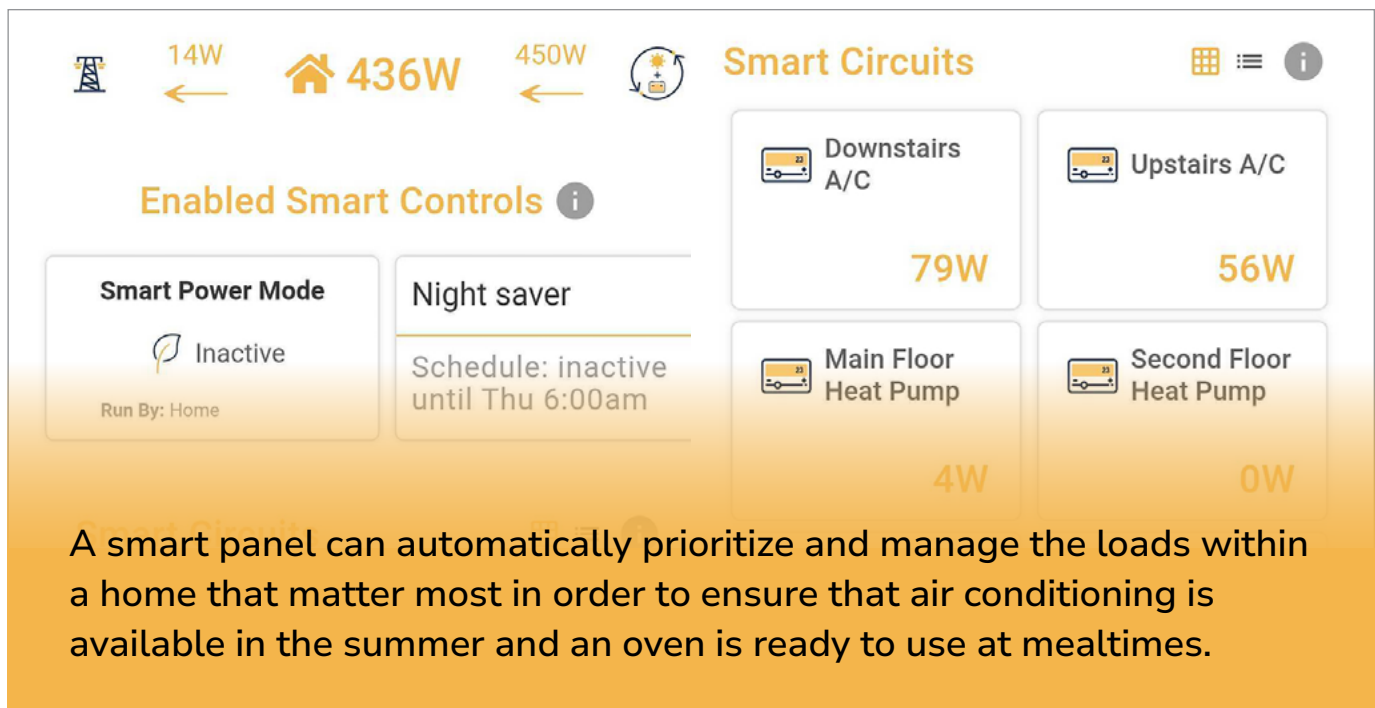 14W
436W
450W
Enabled Smart Controls i
Smart Power Mode
Inactive
Run By: Home
Night saver
Schedule: inactive
until Thu 6:00am
Smart Circuits
Smart Circuits
i
Downstairs
A/C
79W
Upstairs A/C
56W
Main Floor
Heat Pump
4W
Second Floor
Heat Pump
0W
A smart panel can automatically prioritize and manage the loads within
a home that matter most in order to ensure that air conditioning is
available in the summer and an oven is ready to use at mealtimes.